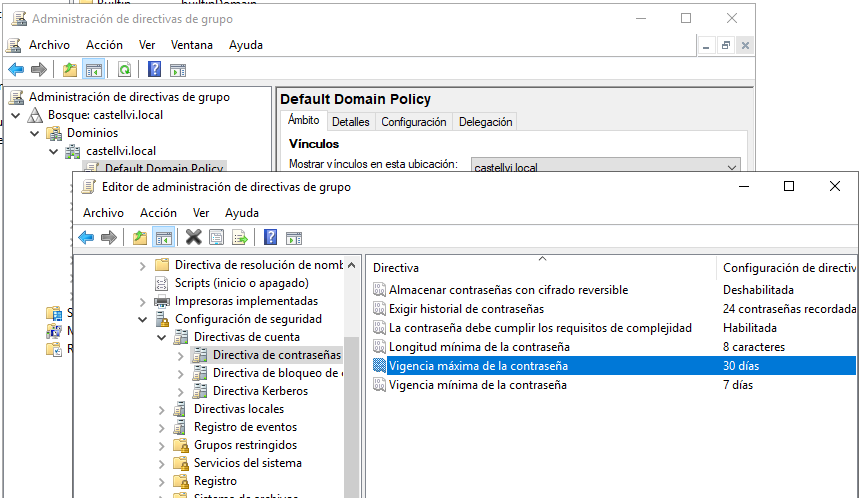 Builtin builtinDomain
Administración de directivas de grupo
Archivo Acción Ver Ventana Ayuda
Administración de directivas de grupo
Bosque: castellvi.local
Dominios
castellvi.local
Default Domain Policy
Default Domain Policy
Ámbito Detalles Configuración Delegación
Vínculos
Mostrar vínculos en esta ubicación: castellvi.local
Editor de administración de directivas de grupo
Archivo Acción Ver Ayuda
Directiva de resolución de nomb
Scripts (inicio o apagado)
Impresoras implementadas
Configuración de seguridad
Directivas de cuenta
Directiva de contraseñas
Directiva de bloqueo de
Directiva Kerberos
Directivas locales
Registro de eventos
Grupos restringidos
Servicios del sistema
Registro
Sistema de archivos
Directiva Configuración de directiv
Almacenar contraseñas con cifrado reversible Deshabilitada
Exigir historial de contraseñas 24 contraseñas recordada
La contraseña debe cumplir los requisitos de complejidad Habilitada
Longitud mínima de la contraseña 8 caracteres
Vigencia máxima de la contraseña 30 días
Vigencia mínima de la contraseña 7 días